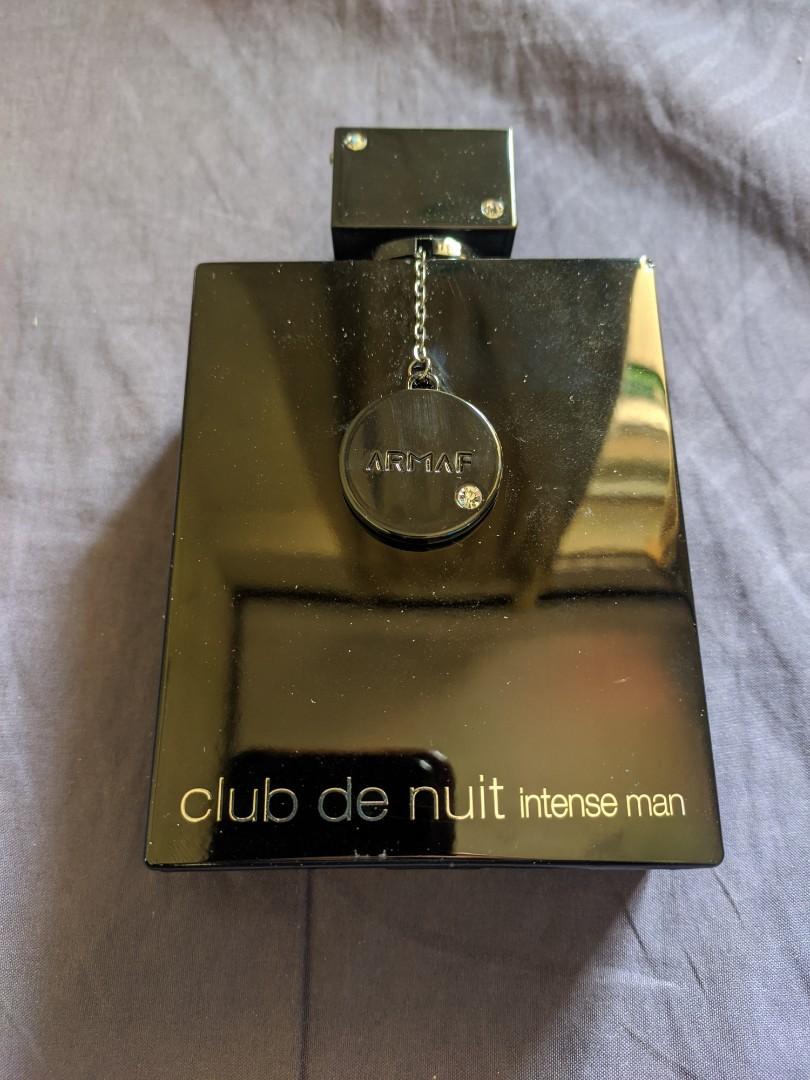 ARMAF
club de nuit intense man